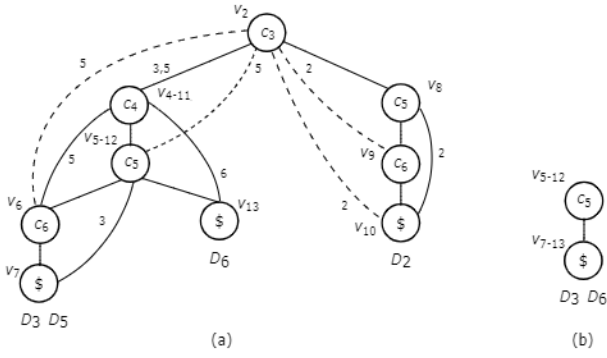 V2
C3
5
3,5
5
2
C4
V4-11
C5
V8
V5-12
C5
V9
C6
2
5
6
V6
C6
3
$
V13
2
V10
$
V5-12
C5
V7
$
D6
D2
V7-13
$
D3 D5
D3 D6
(a)
(b)